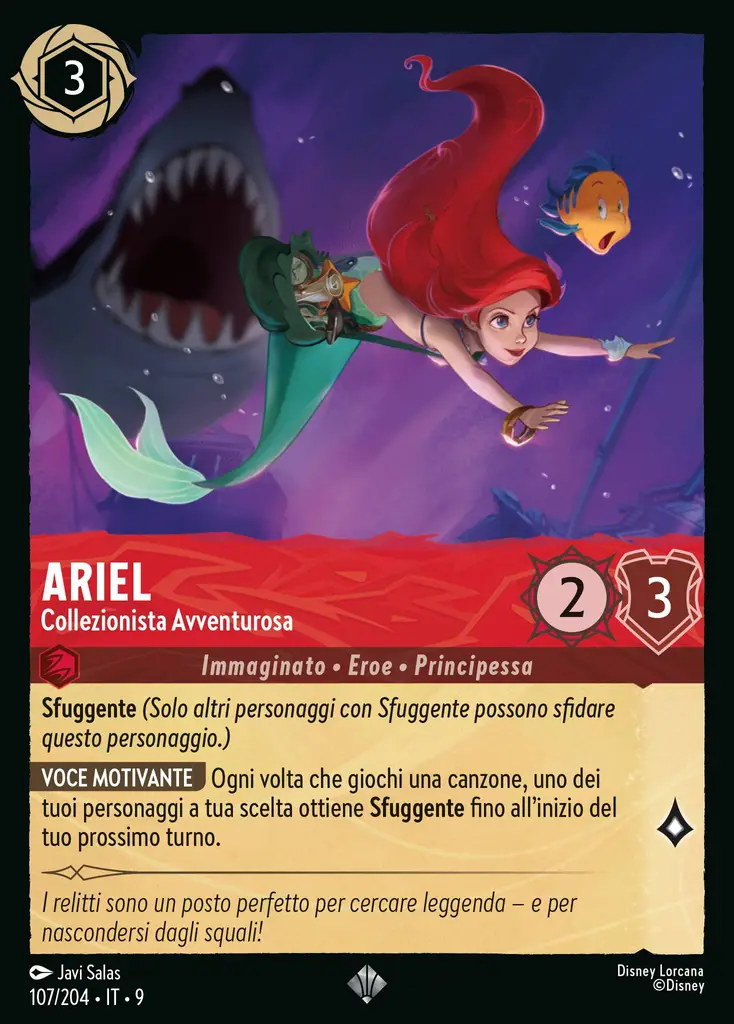 3
ARIEL
Collezionista Avventurosa
2
3
Immaginato • Eroe • Principessa
Sfuggente (Solo altri personaggi con Sfuggente possono sfidare
questo personaggio.)
VOCE MOTIVANTE Ogni volta che giochi una canzone, uno dei
tuoi personaggi a tua scelta ottiene Sfuggente fino all'inizio del
tuo prossimo turno.
I relitti sono un posto perfetto per cercare leggenda – e per
nascondersi dagli squali!
Javi Salas
107/204 • IT • 9
Disney Lorcana
©Disney